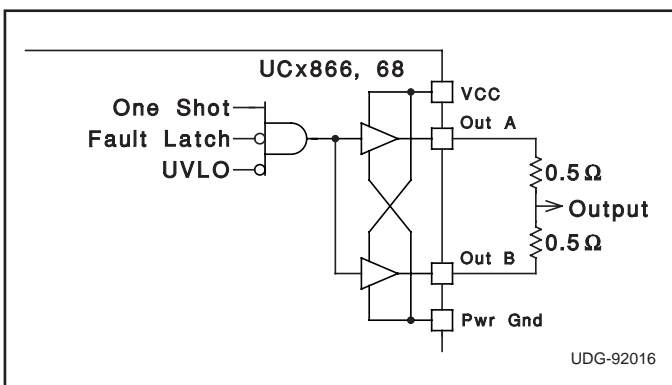 UCx866, 68
VCC
One Shot
Out A
Fault Latch
0.5Ω
UVLO
Output
0.5Ω
Out B
Pwr Gnd
UDG-92016